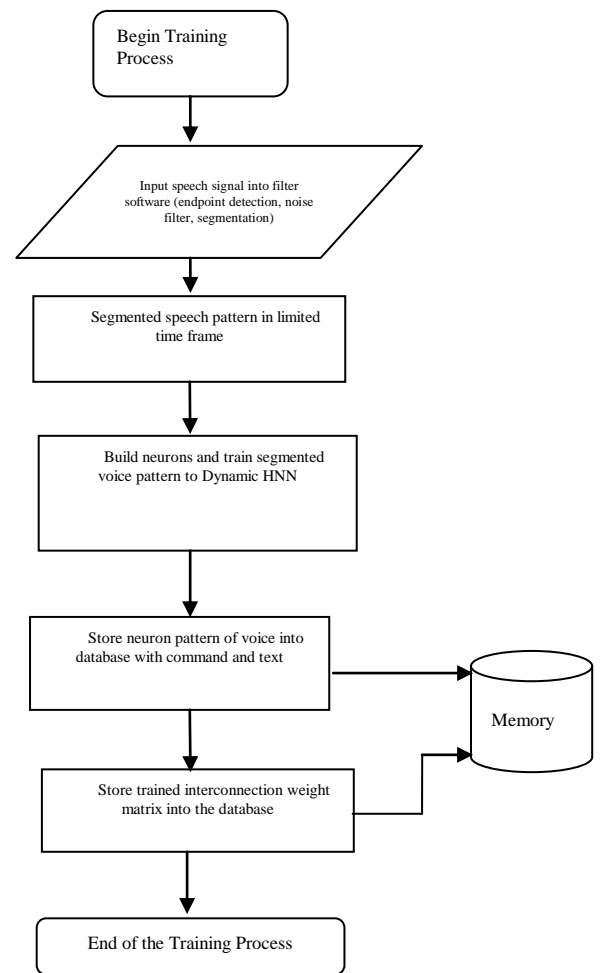 Begin Training
Process
Input speech signal into filter
software (endpoint detection, noise
filter, segmentation)
Segmented speech pattern in limited
time frame
Build neurons and train segmented
voice pattern to Dynamic HNN
Store neuron pattern of voice into
database with command and text
Memory
Store trained interconnection weight
matrix into the database
End of the Training Process